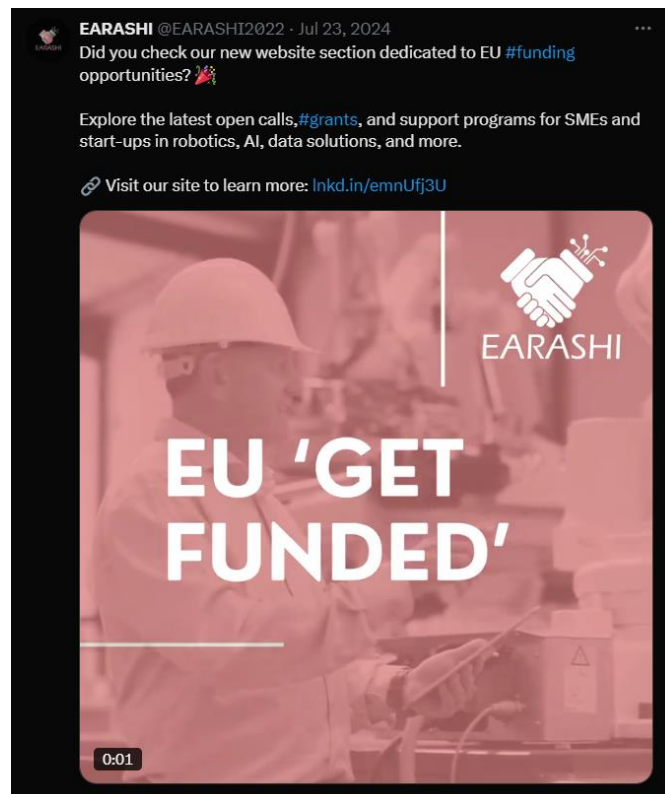 EARASHI @EARASHI2022 · Jul 23, 2024
Did you check our new website section dedicated to EU #funding
opportunities? 🎉
Explore the latest open calls,#grants, and support programs for SMEs and
start-ups in robotics, AI, data solutions, and more.
🔗 Visit our site to learn more: lnkd.in/emnUfj3U
EARASHI
EU ‘GET
FUNDED’
0:01